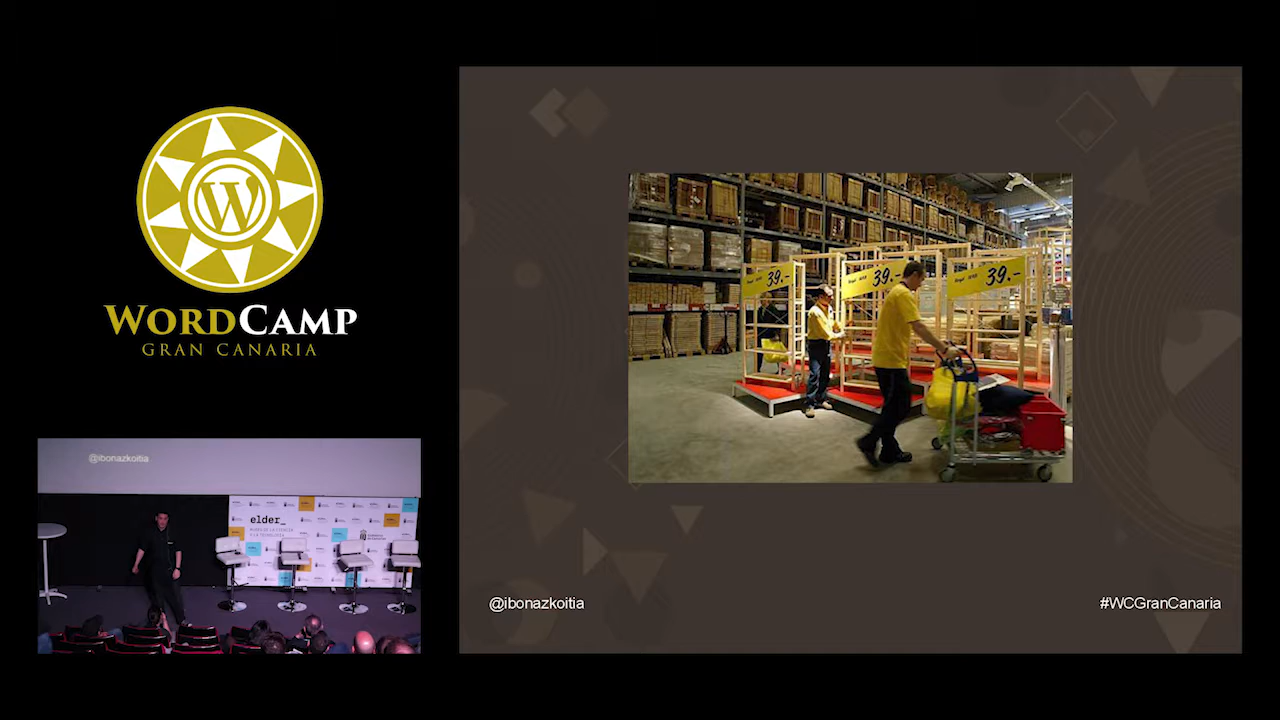 WORDCAMP
GRAN CANARIA
@ibonazkoitia
elder_
39.-
39.-
39.-
@ibonazkoitia
#WCGranCanaria